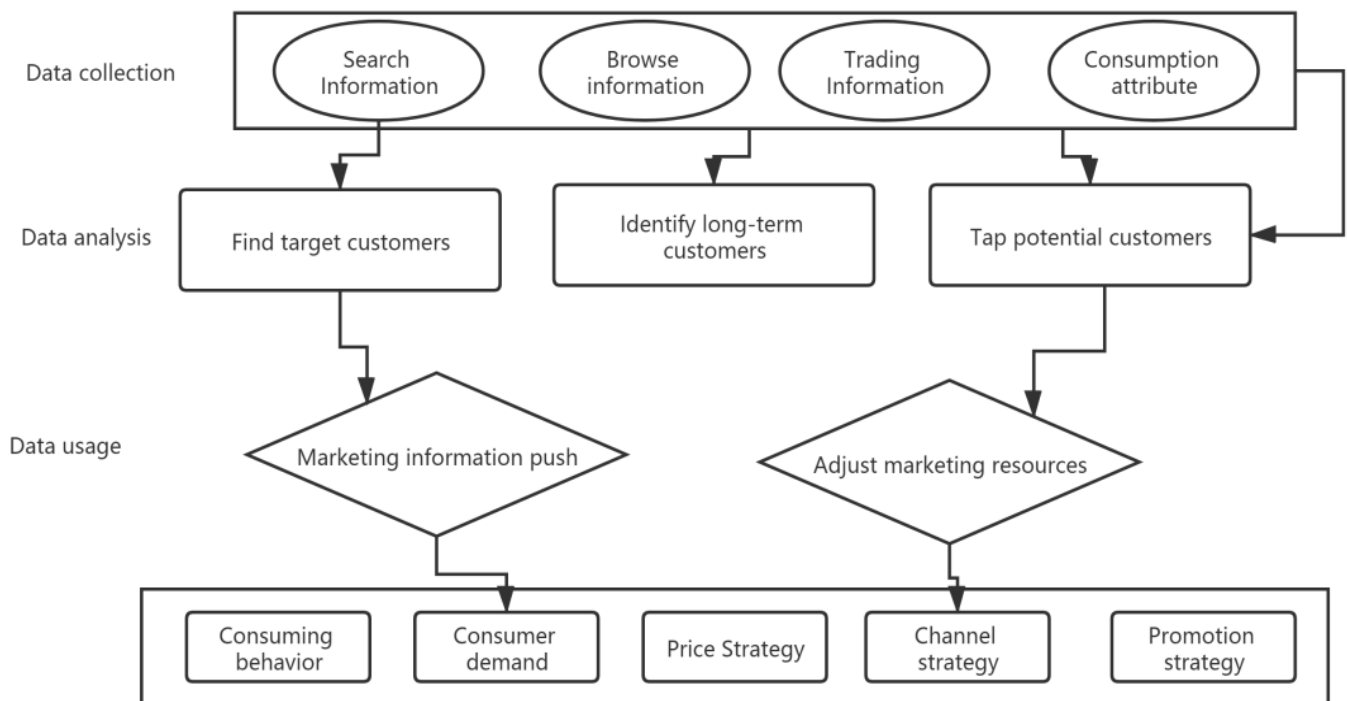 Data collection
Search
Information
Browse
information
Trading
Information
Consumption
attribute
Data analysis
Find target customers
Identify long-term
customers
Tap potential customers
Data usage
Marketing information push
Adjust marketing resources
Consuming
behavior
Consumer
demand
Price Strategy
Channel
strategy
Promotion
strategy